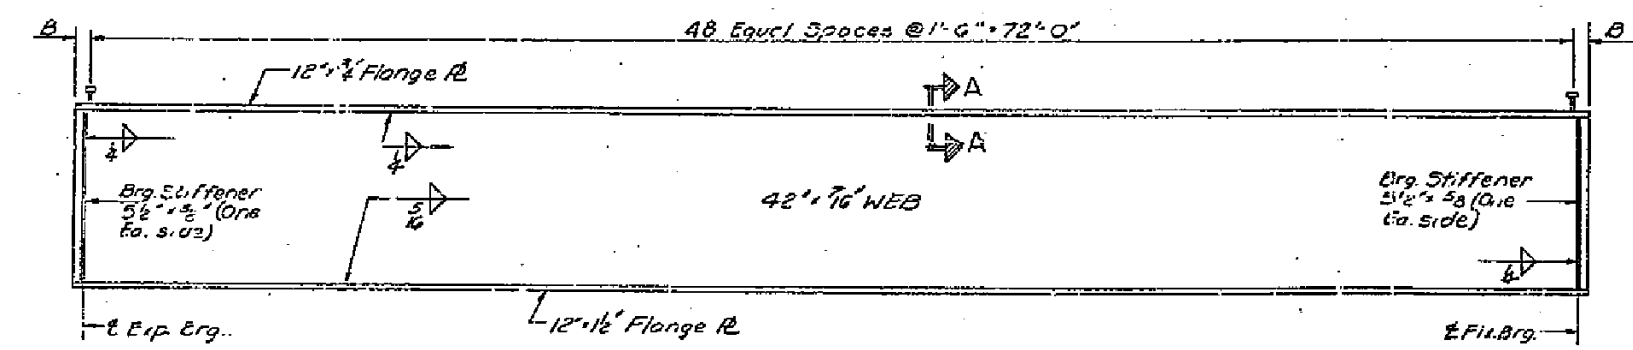 B
48 Equal Spaces @ 1'-6" = 72'-0"
B
12" x 3/4" Flange PL
A
A
1/4
1/4
Brg. Stiffener
5 1/2" x 5/8" (One
Ea. side)
5/16
42" x 7/16" WEB
Brg. Stiffener
5 1/2" x 5/8 (One
Ea. side)
1/4
℄ Exp. Brg.
12" x 1 1/2" Flange PL
℄ Fix. Brg.